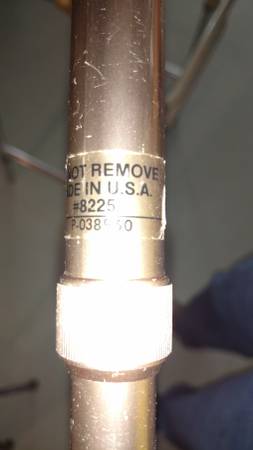 NOT REMOVE
DE IN U.S.A.
#8225